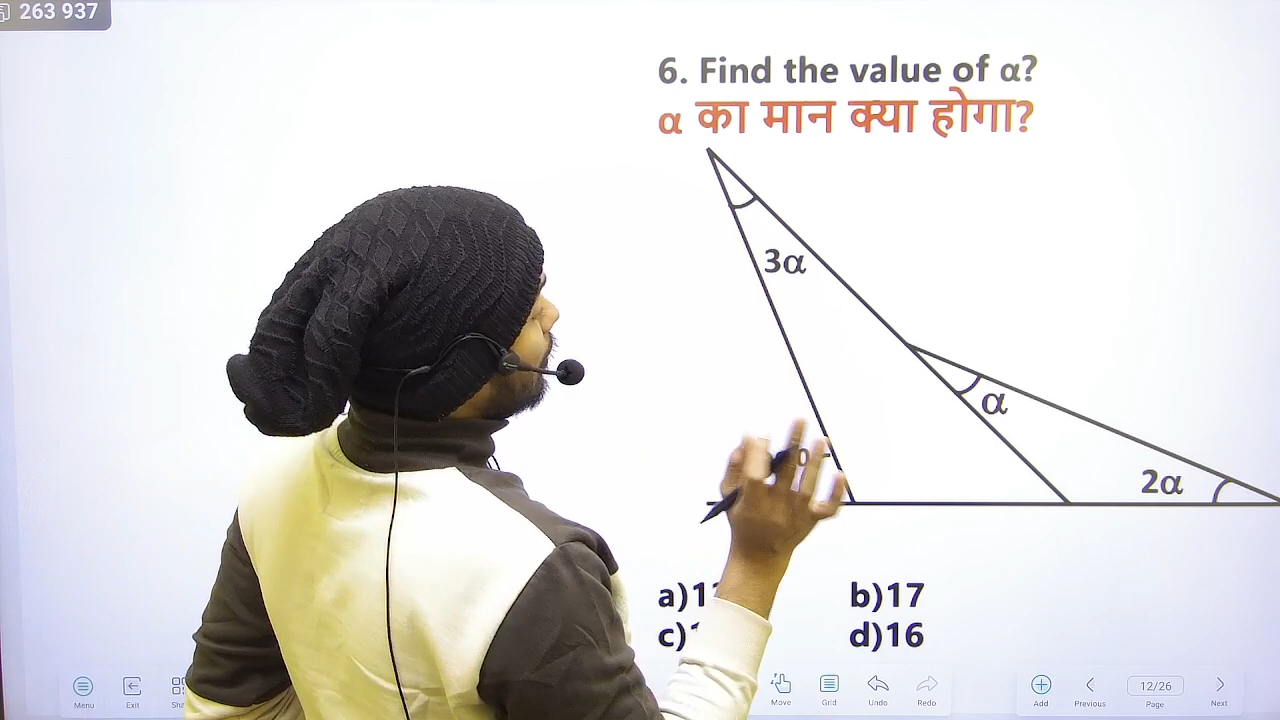 263 937
6. Find the value of α?
α का मान क्या होगा?
3α
α
2α
a)1
b)17
c)
d)16
Menu
Exit
Move
Grid
Undo
Redo
Add
Previous
12/26
Page
Next